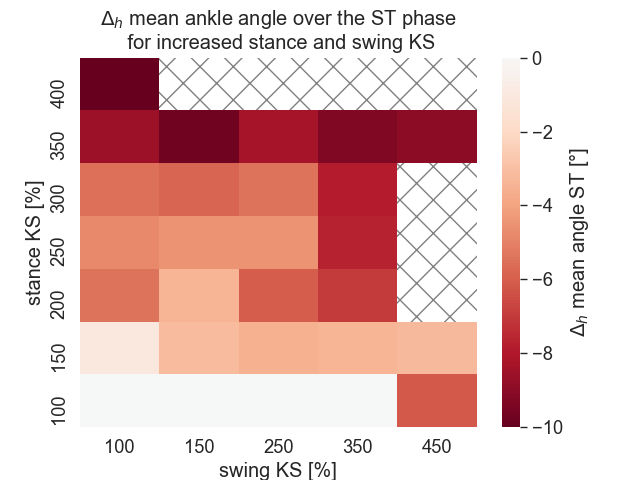 Δh mean ankle angle over the ST phase
for increased stance and swing KS
400
350
300
250
200
150
100
stance KS [%]
100 150 250 350 450
swing KS [%]
0
−2
−4
−6
−8
−10
Δh mean angle ST [°]